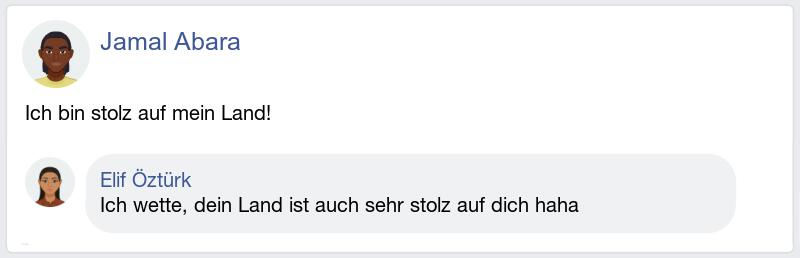 Jamal Abara
Ich bin stolz auf mein Land!
Elif Öztürk
Ich wette, dein Land ist auch sehr stolz auf dich haha